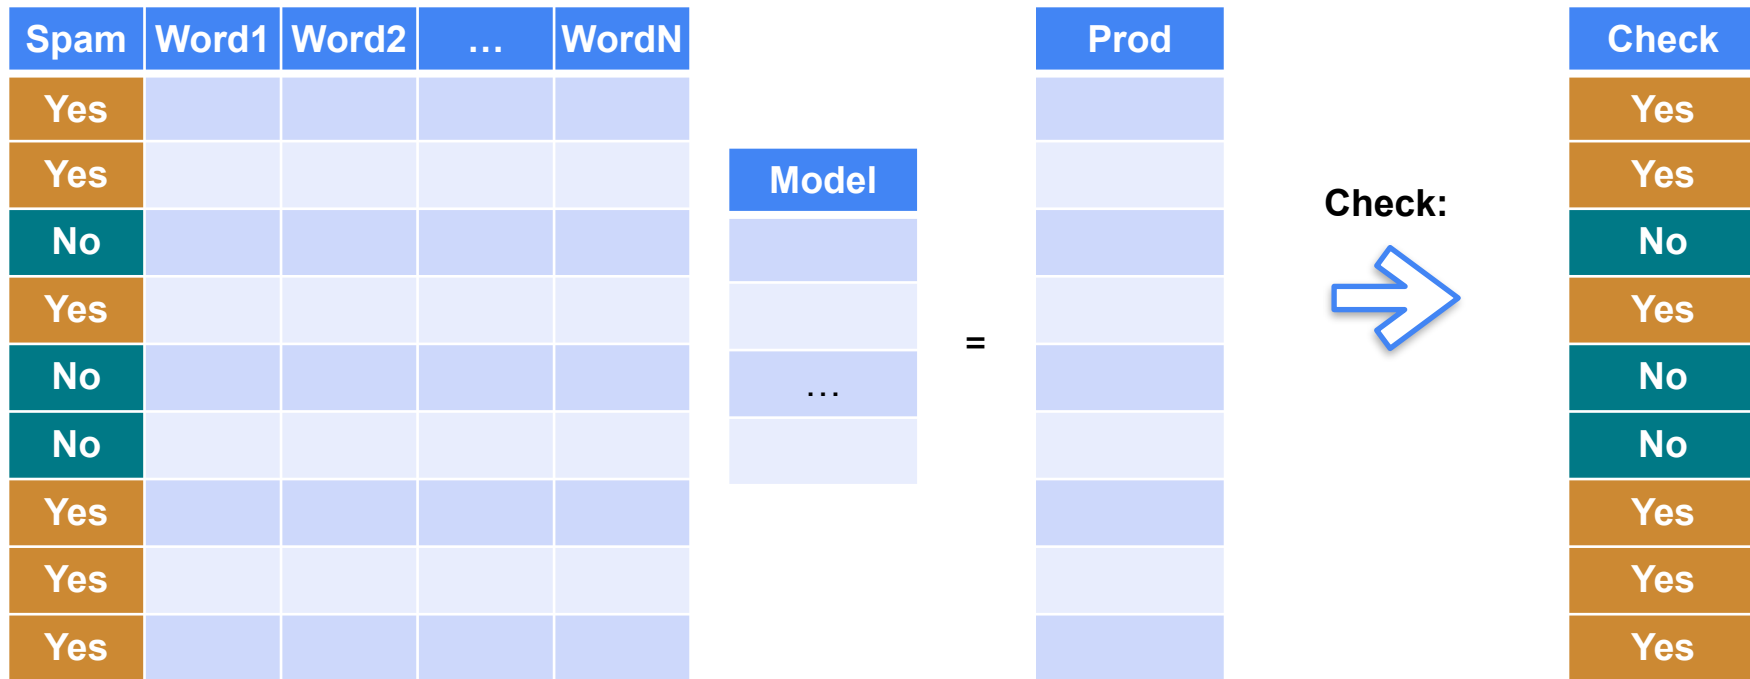 Spam Word1 Word2 … WordN
Yes
Yes
No
Yes
No
No
Yes
Yes
Yes
Model
...
=
Prod
Check:
Check
Yes
Yes
No
Yes
No
No
Yes
Yes
Yes